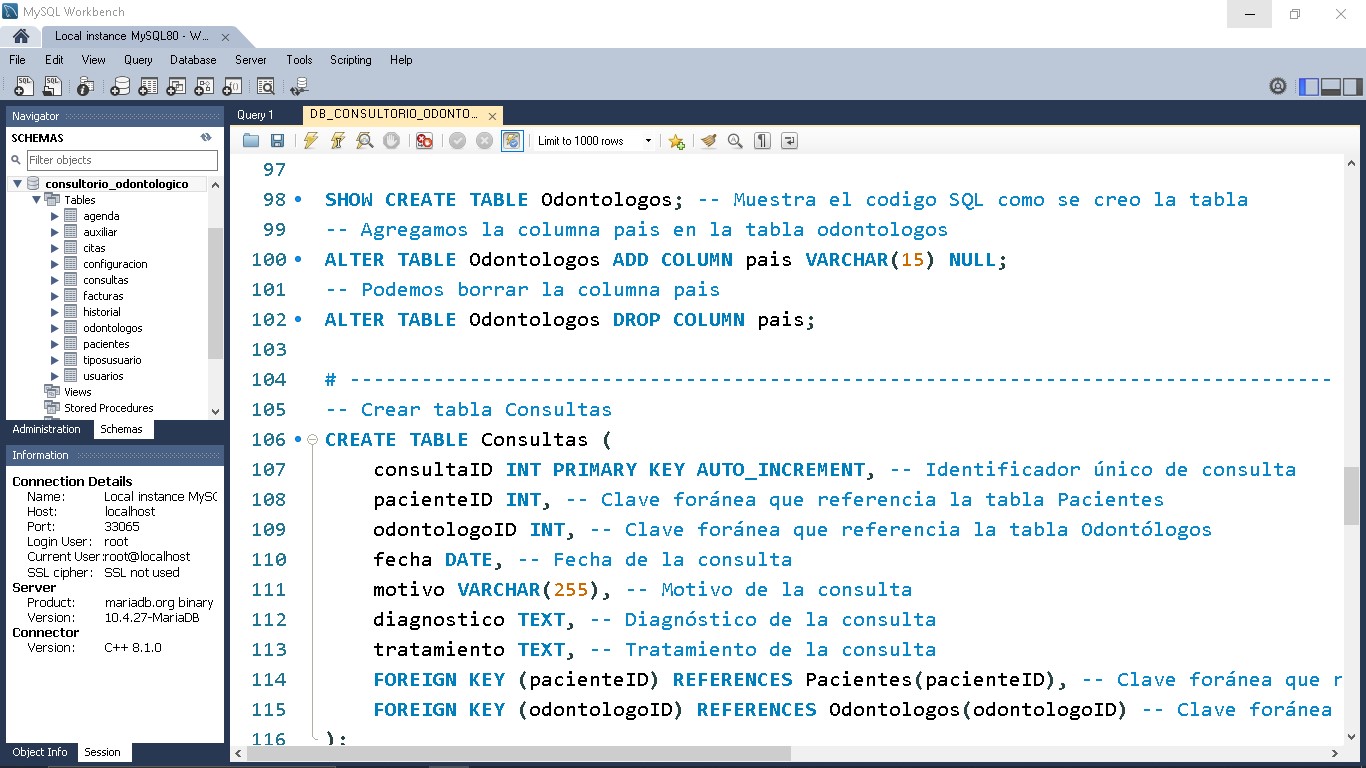 MySQL Workbench
Local instance MySQL80 - W...
File Edit View Query Database Server Tools Scripting Help
Navigator
SCHEMAS
Filter objects
consultorio_odontologico
Tables
agenda
auxiliar
citas
configuracion
consultas
facturas
historial
odontologos
pacientes
tiposusuario
usuarios
Views
Stored Procedures
Administration Schemas
Information
Connection Details
Name: Local instance MySC
Host: localhost
Port: 33065
Login User: root
Current User: root@localhost
SSL cipher: SSL not used
Server
Product: mariadb.org binary
Version: 10.4.27-MariaDB
Connector
Version: C++ 8.1.0
Object Info Session
Query 1 DB_CONSULTORIO_ODONTO...
Limit to 1000 rows
97
98 SHOW CREATE TABLE Odontologos; -- Muestra el codigo SQL como se creo la tabla
99 -- Agregamos la columna pais en la tabla odontologos
100 ALTER TABLE Odontologos ADD COLUMN pais VARCHAR(15) NULL;
101 -- Podemos borrar la columna pais
102 ALTER TABLE Odontologos DROP COLUMN pais;
103
104 # ----------------------------------------------------------------------------------
105 -- Crear tabla Consultas
106 CREATE TABLE Consultas (
107 consultaID INT PRIMARY KEY AUTO_INCREMENT, -- Identificador único de consulta
108 pacienteID INT, -- Clave foránea que referencia la tabla Pacientes
109 odontologoID INT, -- Clave foránea que referencia la tabla Odontólogos
110 fecha DATE, -- Fecha de la consulta
111 motivo VARCHAR(255), -- Motivo de la consulta
112 diagnostico TEXT, -- Diagnóstico de la consulta
113 tratamiento TEXT, -- Tratamiento de la consulta
114 FOREIGN KEY (pacienteID) REFERENCES Pacientes(pacienteID), -- Clave foránea que r
115 FOREIGN KEY (odontologoID) REFERENCES Odontologos(odontologoID) -- Clave foránea
116 );